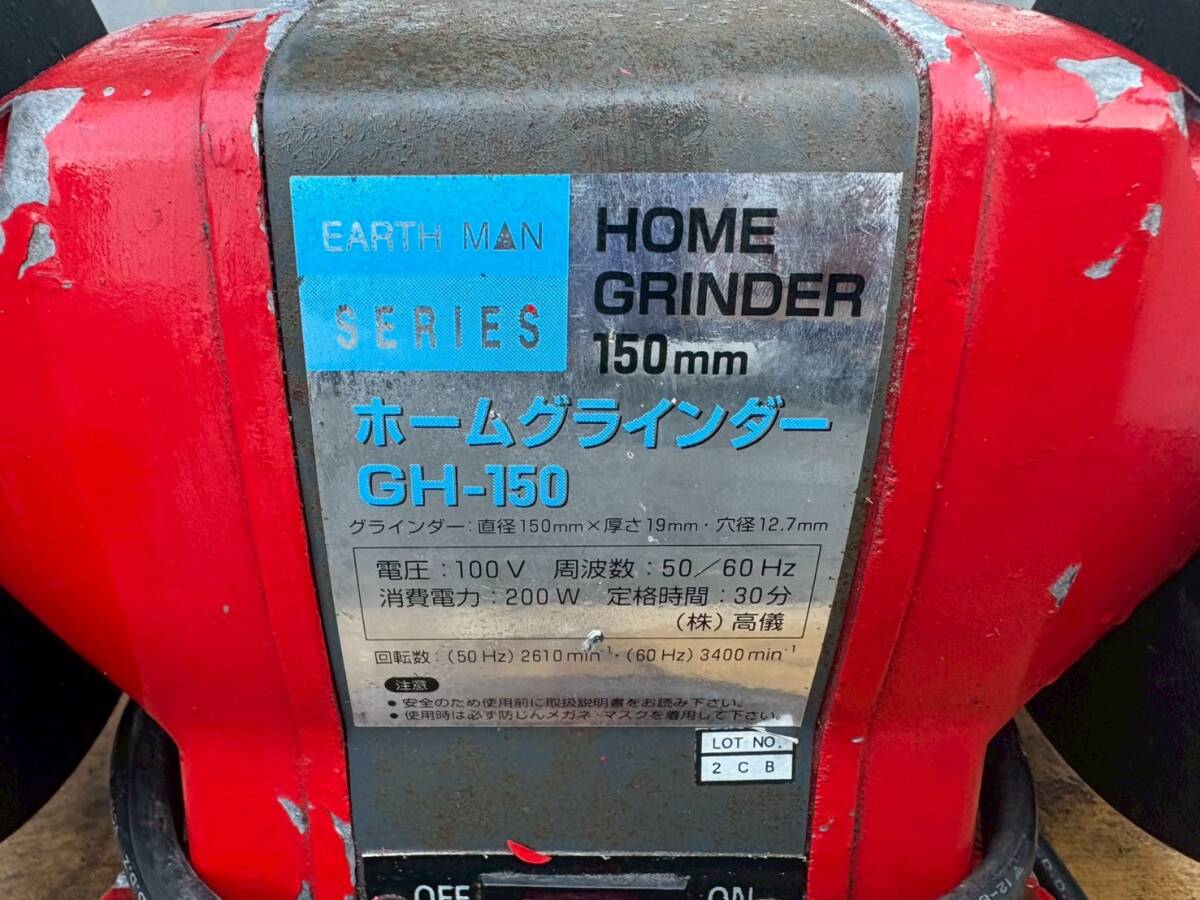 EARTH MAN
SERIES
HOME
GRINDER
150mm
ホームグラインダー
GH-150
グラインダー:直径150mm×厚さ19mm・穴径12.7mm
電圧:100V 周波数:50/60Hz
消費電力:200W 定格時間:30分
(株)高儀
回転数:(50Hz)2610min⁻¹・(60Hz)3400min⁻¹
注意
●安全のため使用前に取扱説明書をお読み下さい。
●使用時は必ず防じんメガネ・マスクを着用して下さい。
LOT NO.
2 C B
OFF ON